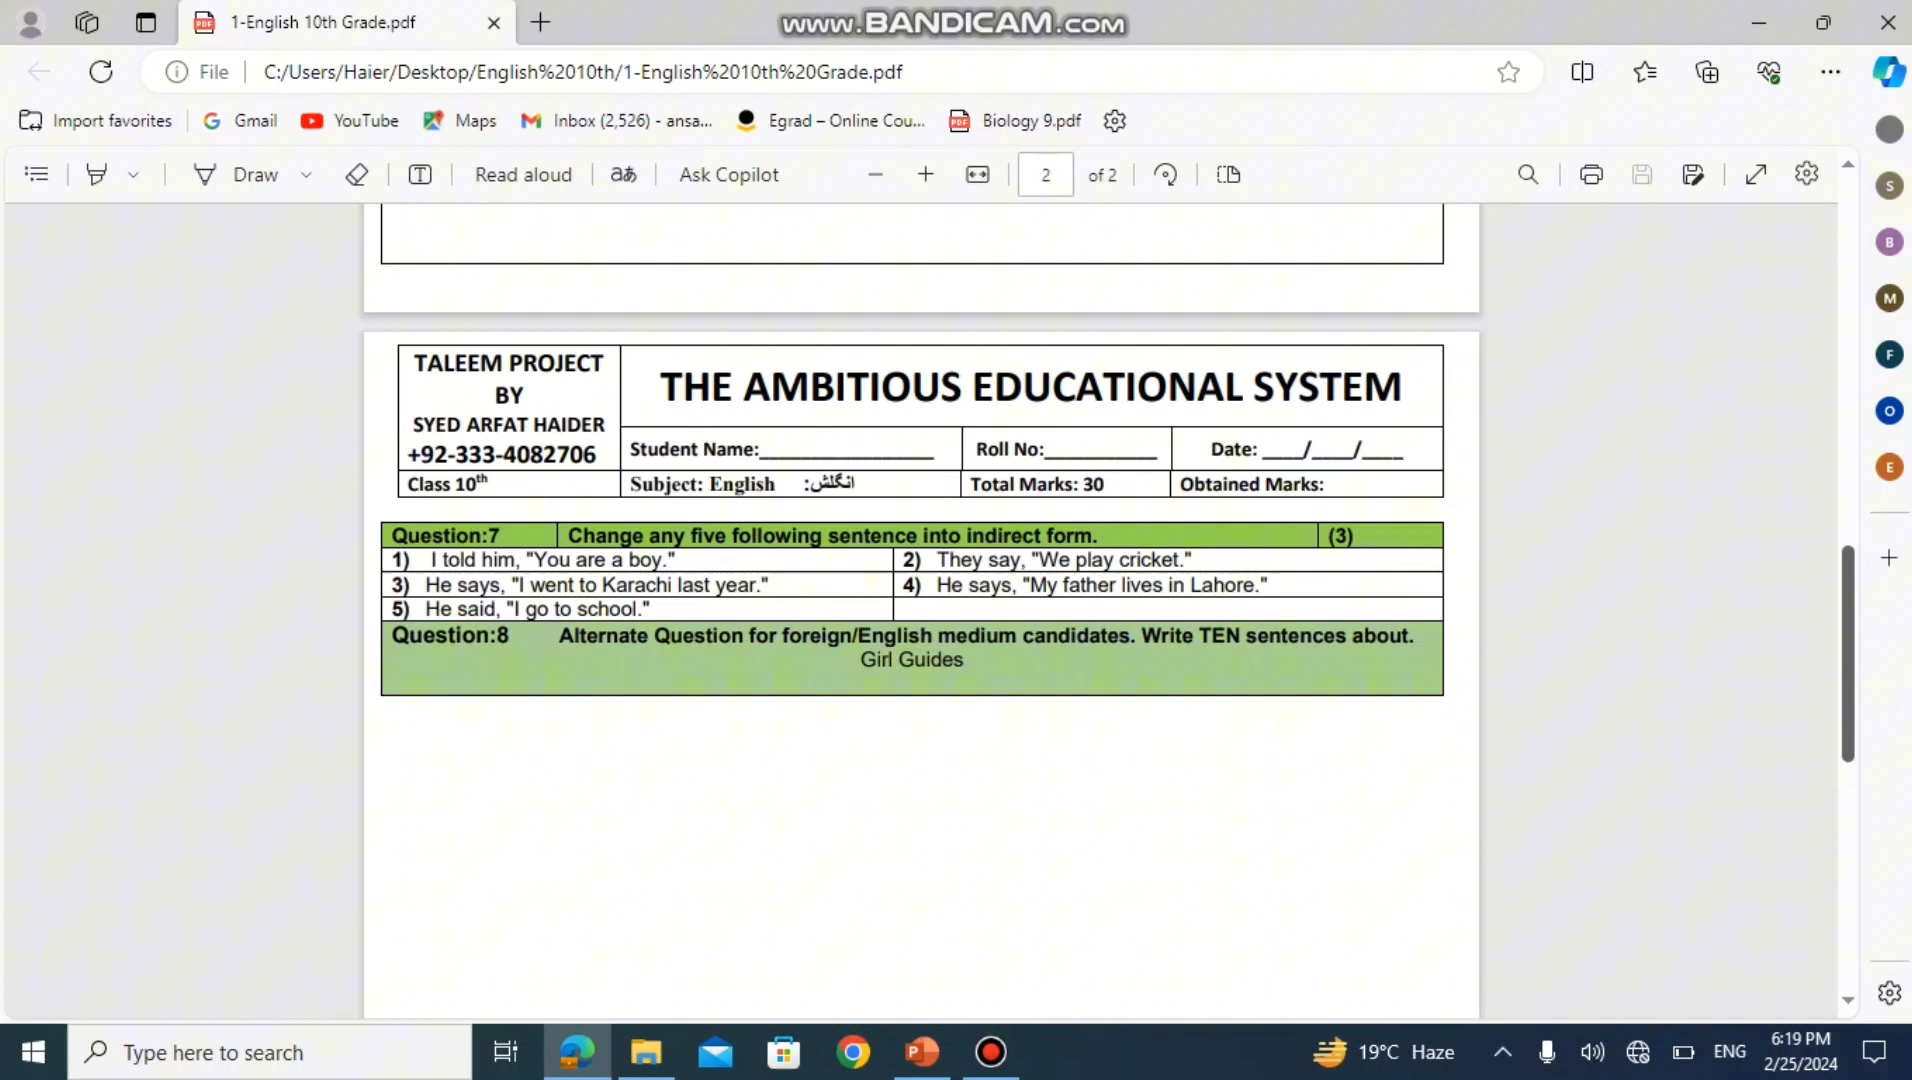 1-English 10th Grade.pdf
www.BANDICAM.com
File
C:/Users/Haier/Desktop/English%2010th/1-English%2010th%20Grade.pdf
Import favorites
Gmail
YouTube
Maps
Inbox (2,526) - ansa...
Egrad – Online Cou...
Biology 9.pdf
Draw
Read aloud
aあ
Ask Copilot
2
of 2
S
B
M
F
O
E
TALEEM PROJECT
BY
SYED ARFAT HAIDER
+92-333-4082706
THE AMBITIOUS EDUCATIONAL SYSTEM
Student Name:_________________
Roll No:___________
Date: ____/____/____
Class 10th
Subject: English انگلش:
Total Marks: 30
Obtained Marks:
Question:7 Change any five following sentence into indirect form. (3)
1) I told him, "You are a boy."
2) They say, "We play cricket."
3) He says, "I went to Karachi last year."
4) He says, "My father lives in Lahore."
5) He said, "I go to school."
Question:8 Alternate Question for foreign/English medium candidates. Write TEN sentences about.
Girl Guides
Type here to search
19°C Haze
ENG
6:19 PM
2/25/2024